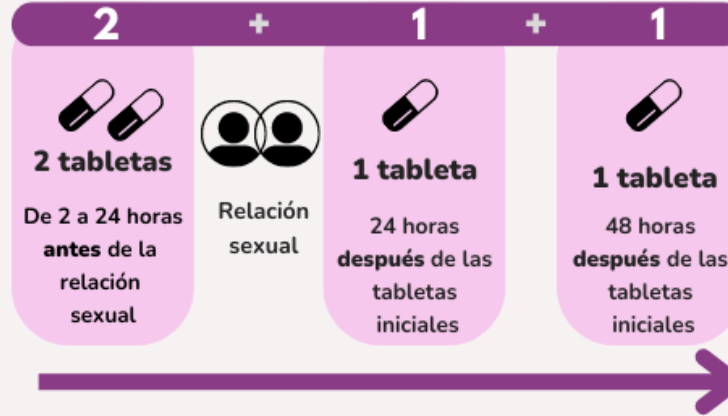 2 + 1 + 1
2 tabletas
De 2 a 24 horas
antes de la
relación
sexual
Relación
sexual
1 tableta
24 horas
después de las
tabletas
iniciales
1 tableta
48 horas
después de las
tabletas
iniciales